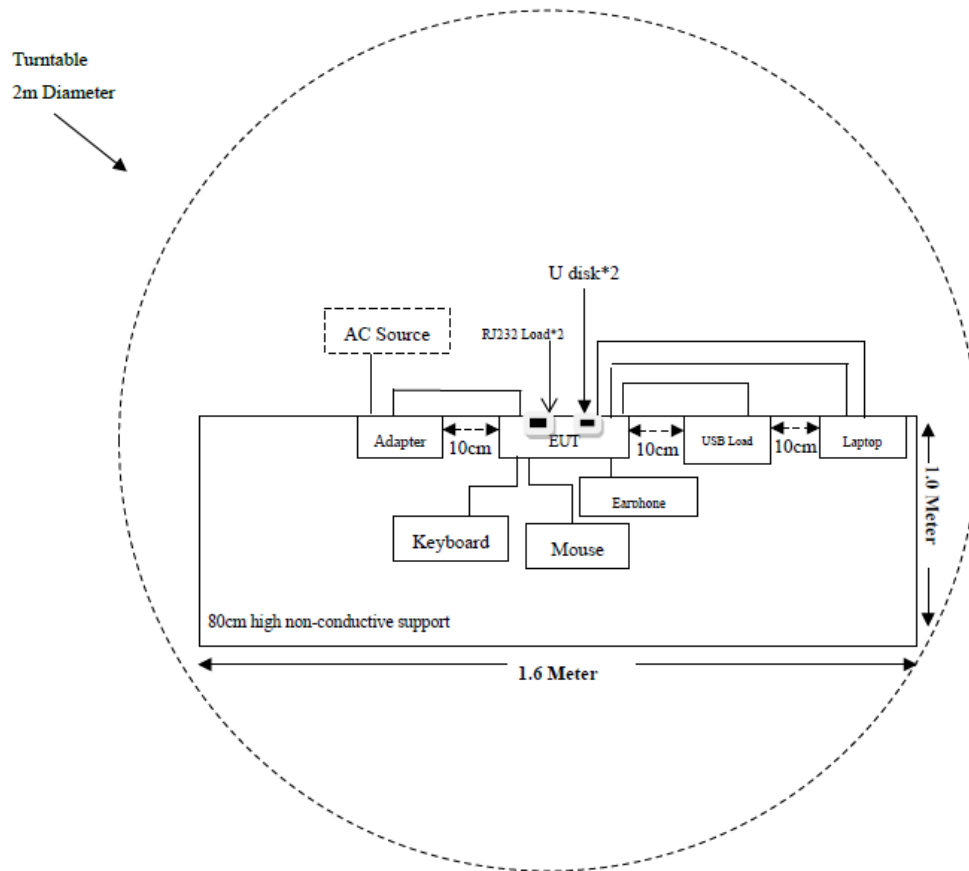 Turntable
2m Diameter
U disk*2
AC Source
RJ232 Load*2
Adapter
10cm
EUT
10cm
USB Load
10cm
Laptop
Earphone
Keyboard
Mouse
1.0 Meter
80cm high non-conductive support
1.6 Meter